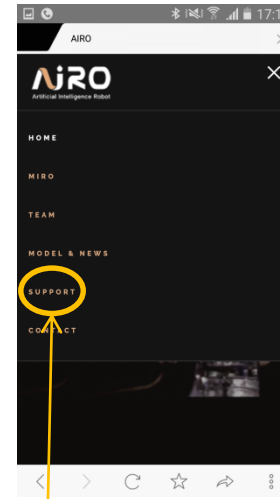 17:1
AIRO
AiRO
Artificial Intelligence Robot
HOME
MIRO
TEAM
MODEL & NEWS
SUPPORT
CONTACT